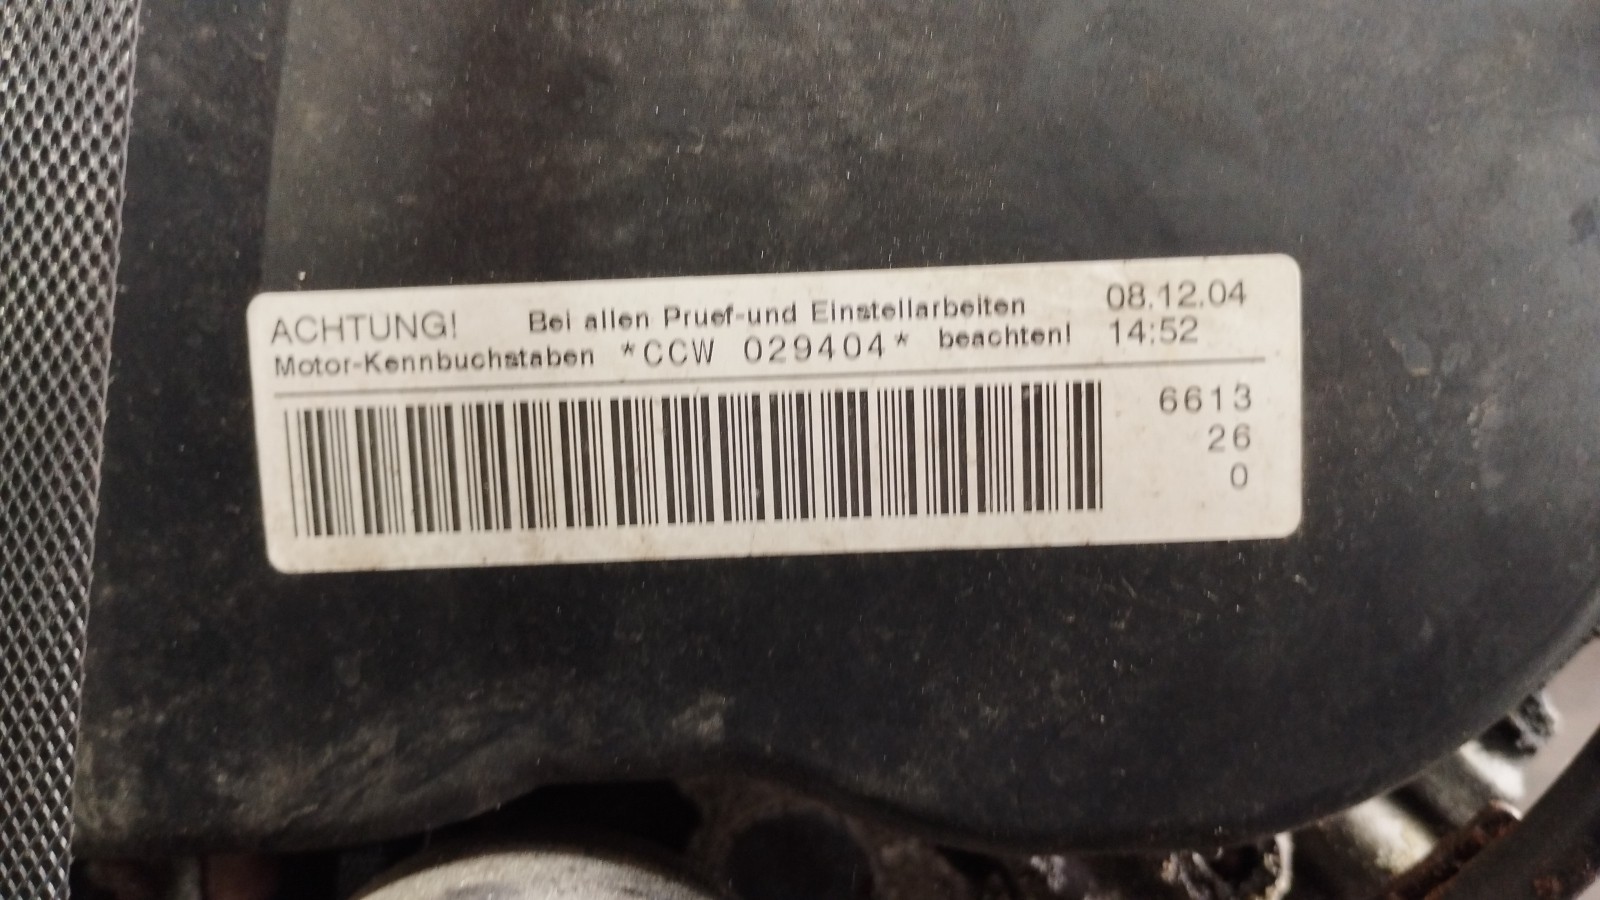 ACHTUNG! Bei allen Pruef-und Einstellarbeiten 08.12.04
Motor-Kennbuchstaben *CCW 029404* beachten! 14:52
6613
26
0